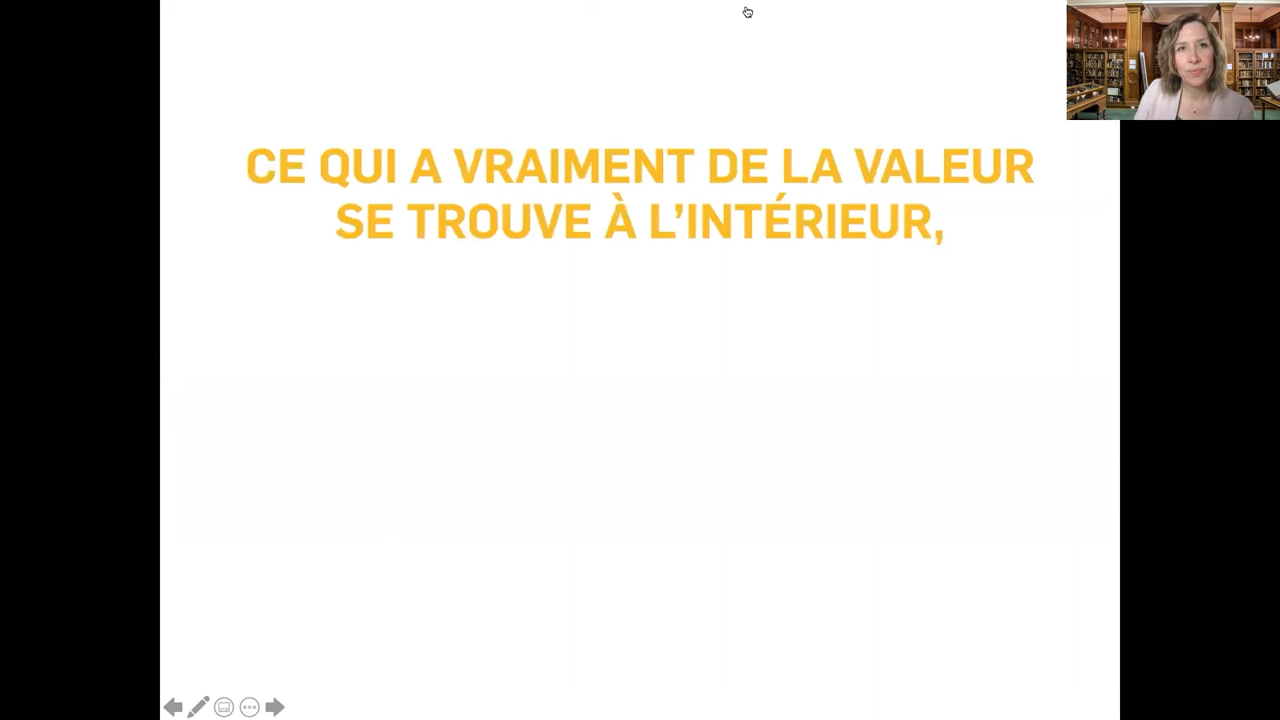 CE QUI A VRAIMENT DE LA VALEUR
SE TROUVE À L’INTÉRIEUR,